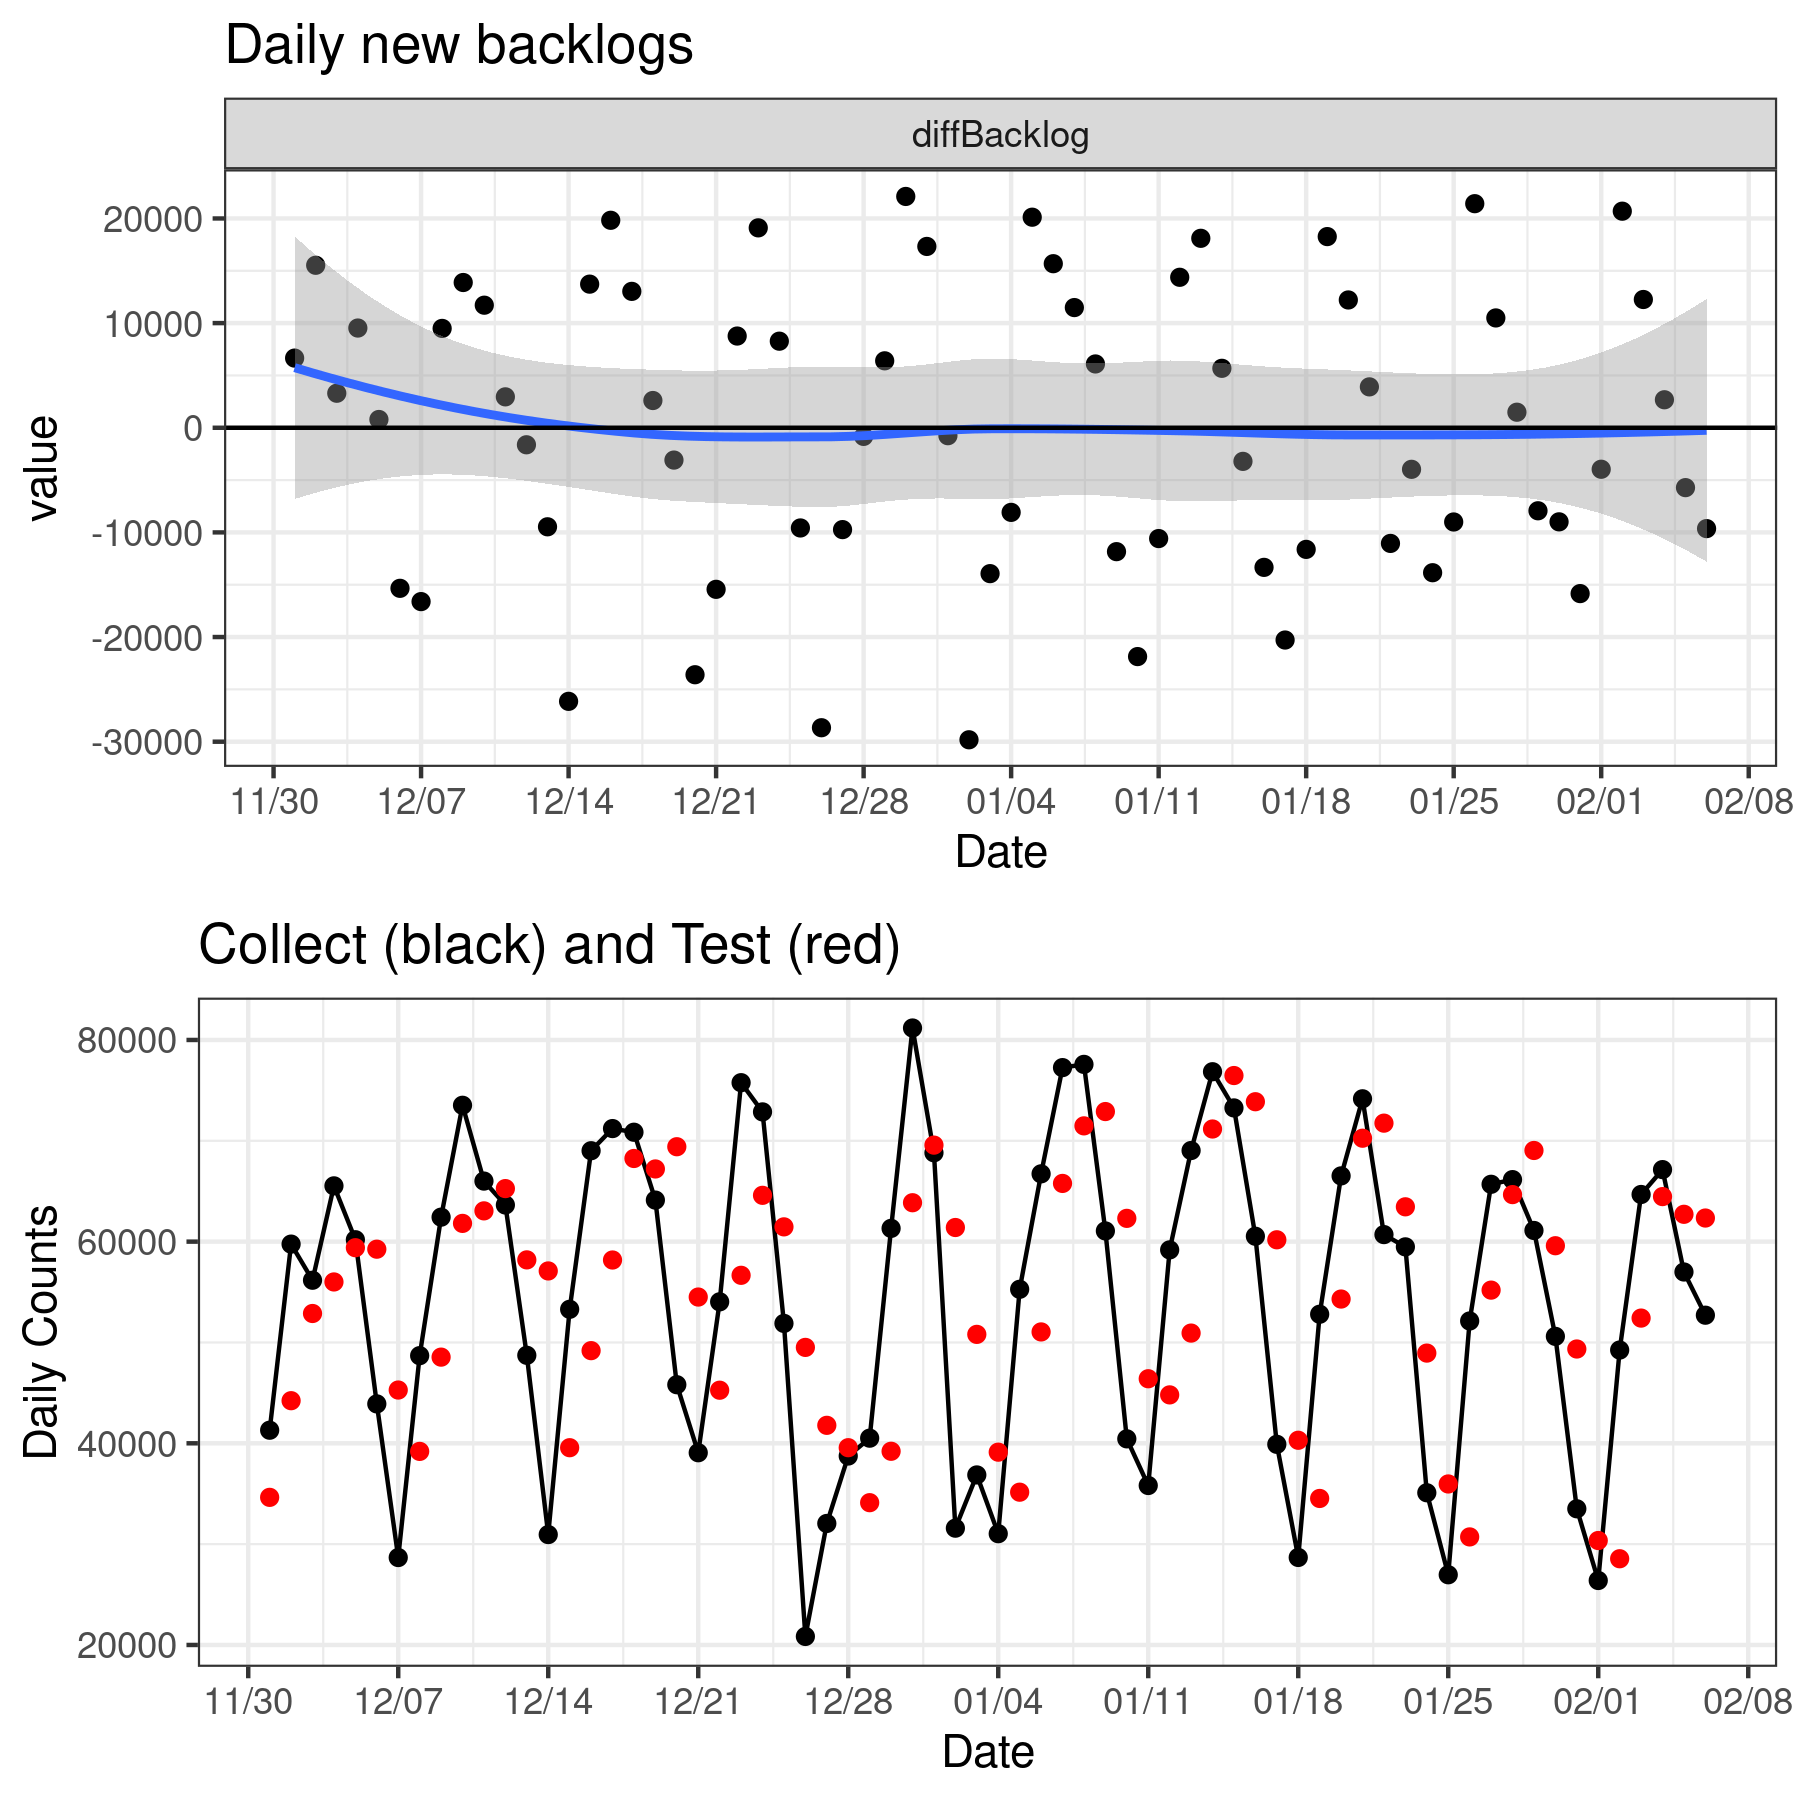 Daily new backlogs
diffBacklog
20000
10000
0
-10000
-20000
-30000
value
11/30 12/07 12/14 12/21 12/28 01/04 01/11 01/18 01/25 02/01 02/08
Date
Collect (black) and Test (red)
80000
60000
40000
20000
Daily Counts
11/30 12/07 12/14 12/21 12/28 01/04 01/11 01/18 01/25 02/01 02/08
Date